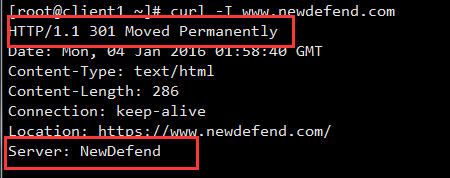 [root@client1 ~]# curl -I www.newdefend.com
HTTP/1.1 301 Moved Permanently
Date: Mon, 04 Jan 2016 01:58:40 GMT
Content-Type: text/html
Content-Length: 286
Connection: keep-alive
Location: https://www.newdefend.com/
Server: NewDefend